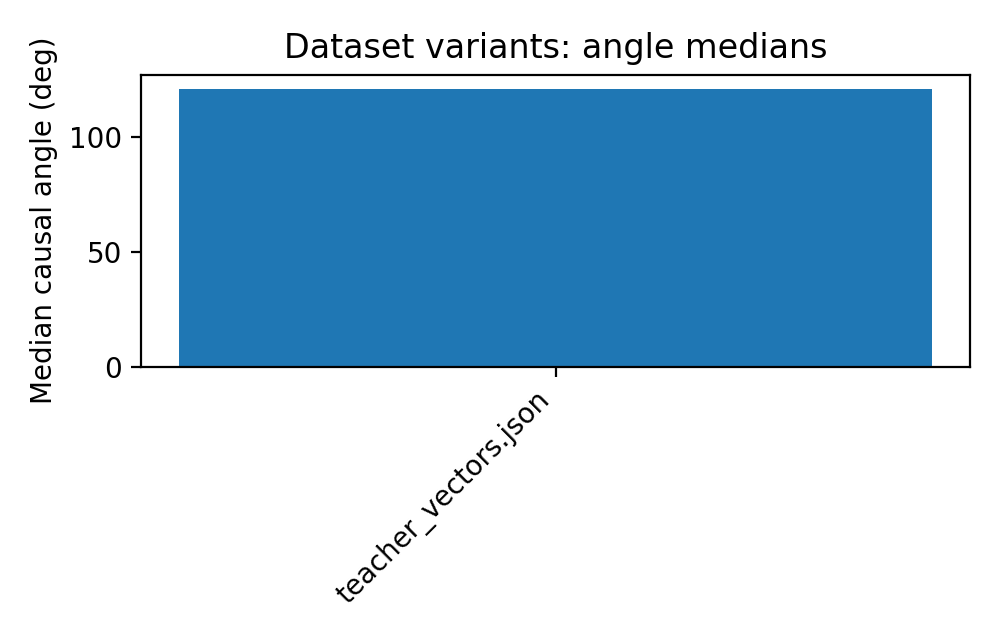 Dataset variants: angle medians
Median causal angle (deg)
100
50
0
teacher_vectors.json